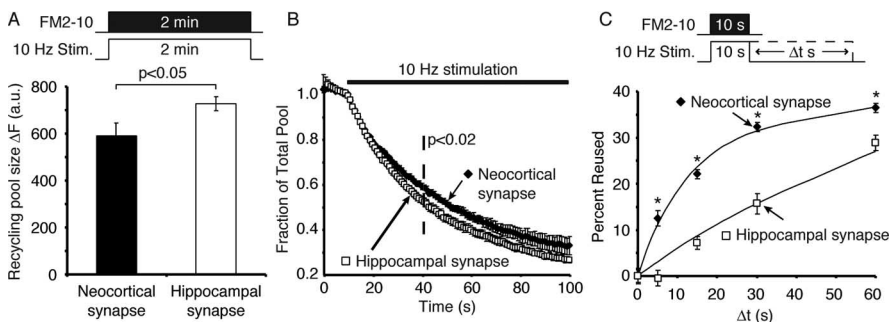 A
FM2-10
2 min
10 Hz Stim.
2 min
Recycling pool size ΔF (a.u.)
800
600
400
200
0
p<0.05
Neocortical
synapse
Hippocampal
synapse
B
Fraction of Total Pool
1.0
0.8
0.6
0.4
0.2
10 Hz stimulation
p<0.02
Neocortical
synapse
Hippocampal synapse
0
20
40
60
80
100
Time (s)
C
FM2-10
10 s
10 Hz Stim.
10 s
Δt s
Percent Reused
40
30
20
10
0
Neocortical synapse
*
*
*
Hippocampal synapse
0
10
20
30
40
50
60
Δt (s)